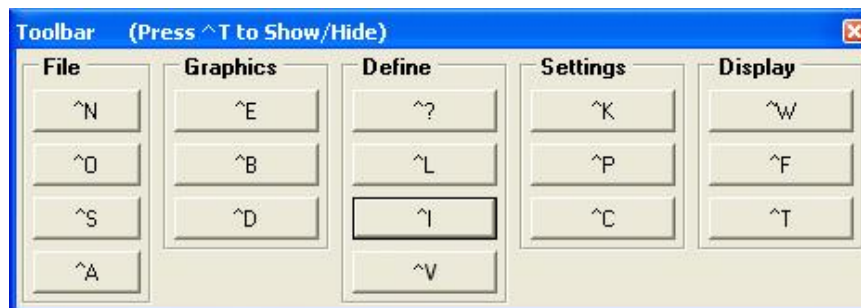 Toolbar (Press ^T to Show/Hide)
File Graphics Define Settings Display
^N ^E ^? ^K ^W
^O ^B ^L ^P ^F
^S ^D ^I ^C ^T
^A ^V